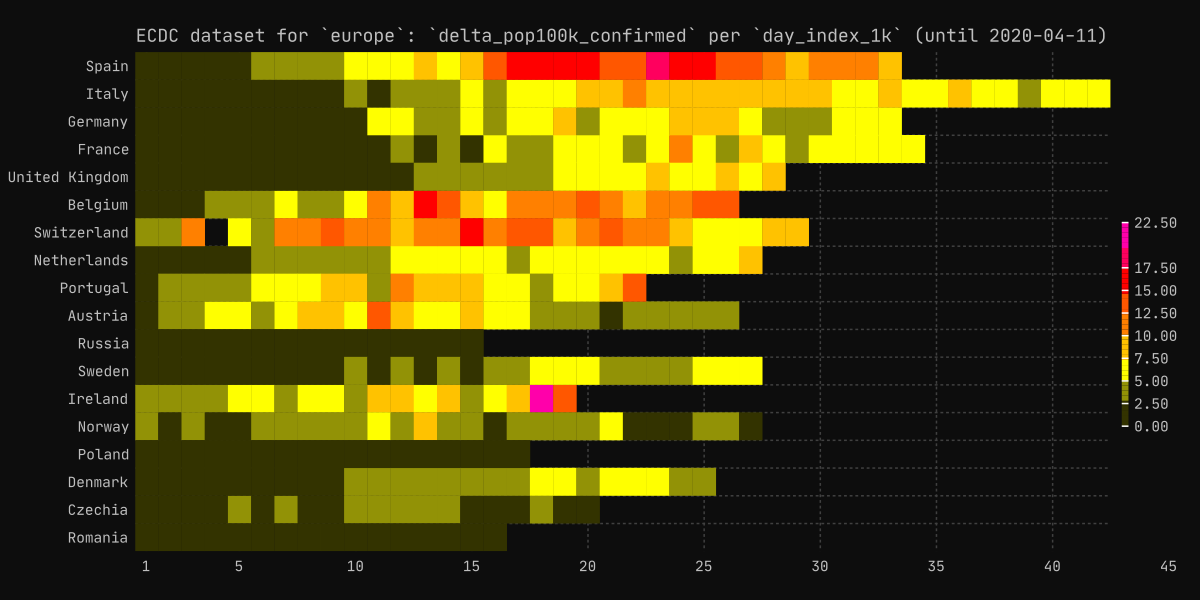 ECDC dataset for `europe`: `delta_pop100k_confirmed` per `day_index_1k` (until 2020-04-11)
Spain
Italy
Germany
France
United Kingdom
Belgium
Switzerland
Netherlands
Portugal
Austria
Russia
Sweden
Ireland
Norway
Poland
Denmark
Czechia
Romania
22.50
17.50
15.00
12.50
10.00
7.50
5.00
2.50
0.00
1 5 10 15 20 25 30 35 40 45